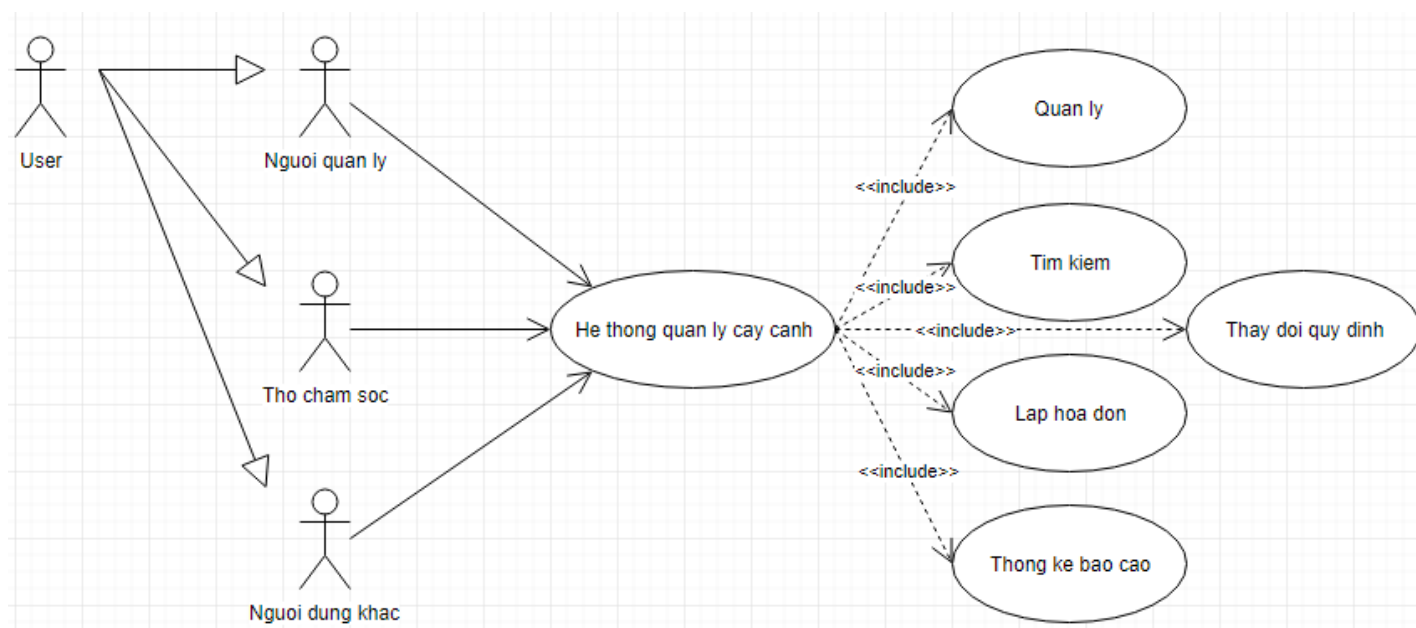 User
Nguoi quan ly
Tho cham soc
Nguoi dung khac
He thong quan ly cay canh
<<include>>
<<include>>
<<include>>
<<include>>
<<include>>
Quan ly
Tim kiem
Thay doi quy dinh
Lap hoa don
Thong ke bao cao